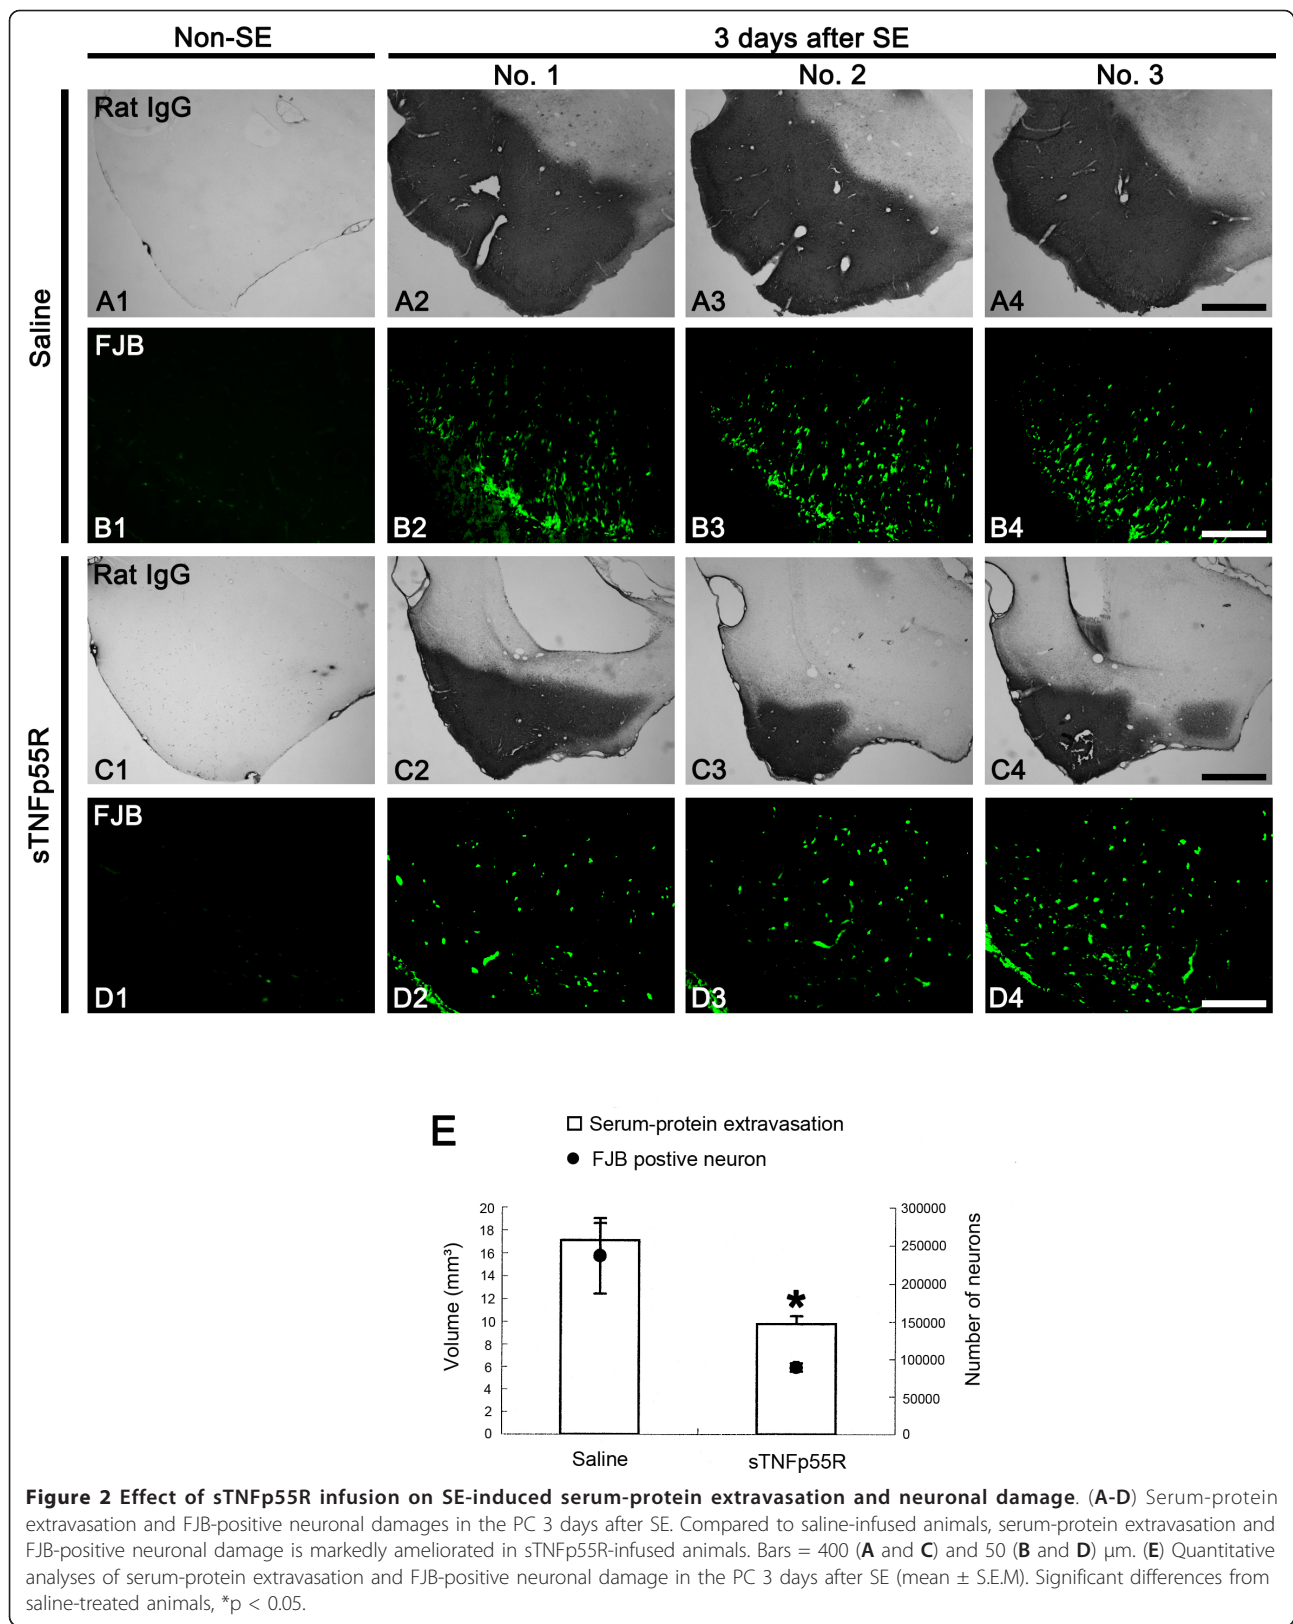 Non-SE
3 days after SE
No. 1
No. 2
No. 3
Saline
Rat IgG
A1
A2
A3
A4
FJB
B1
B2
B3
B4
sTNFp55R
Rat IgG
C1
C2
C3
C4
FJB
D1
D2
D3
D4
E
Serum-protein extravasation
FJB postive neuron
Volume (mm³)
20
18
16
14
12
10
8
6
4
2
0
*
300000
250000
200000
150000
100000
50000
0
Number of neurons
Saline
sTNFp55R
Figure 2 Effect of sTNFp55R infusion on SE-induced serum-protein extravasation and neuronal damage. (A-D) Serum-protein
extravasation and FJB-positive neuronal damages in the PC 3 days after SE. Compared to saline-infused animals, serum-protein extravasation and
FJB-positive neuronal damage is markedly ameliorated in sTNFp55R-infused animals. Bars = 400 (A and C) and 50 (B and D) μm. (E) Quantitative
analyses of serum-protein extravasation and FJB-positive neuronal damage in the PC 3 days after SE (mean ± S.E.M). Significant differences from
saline-treated animals, *p < 0.05.